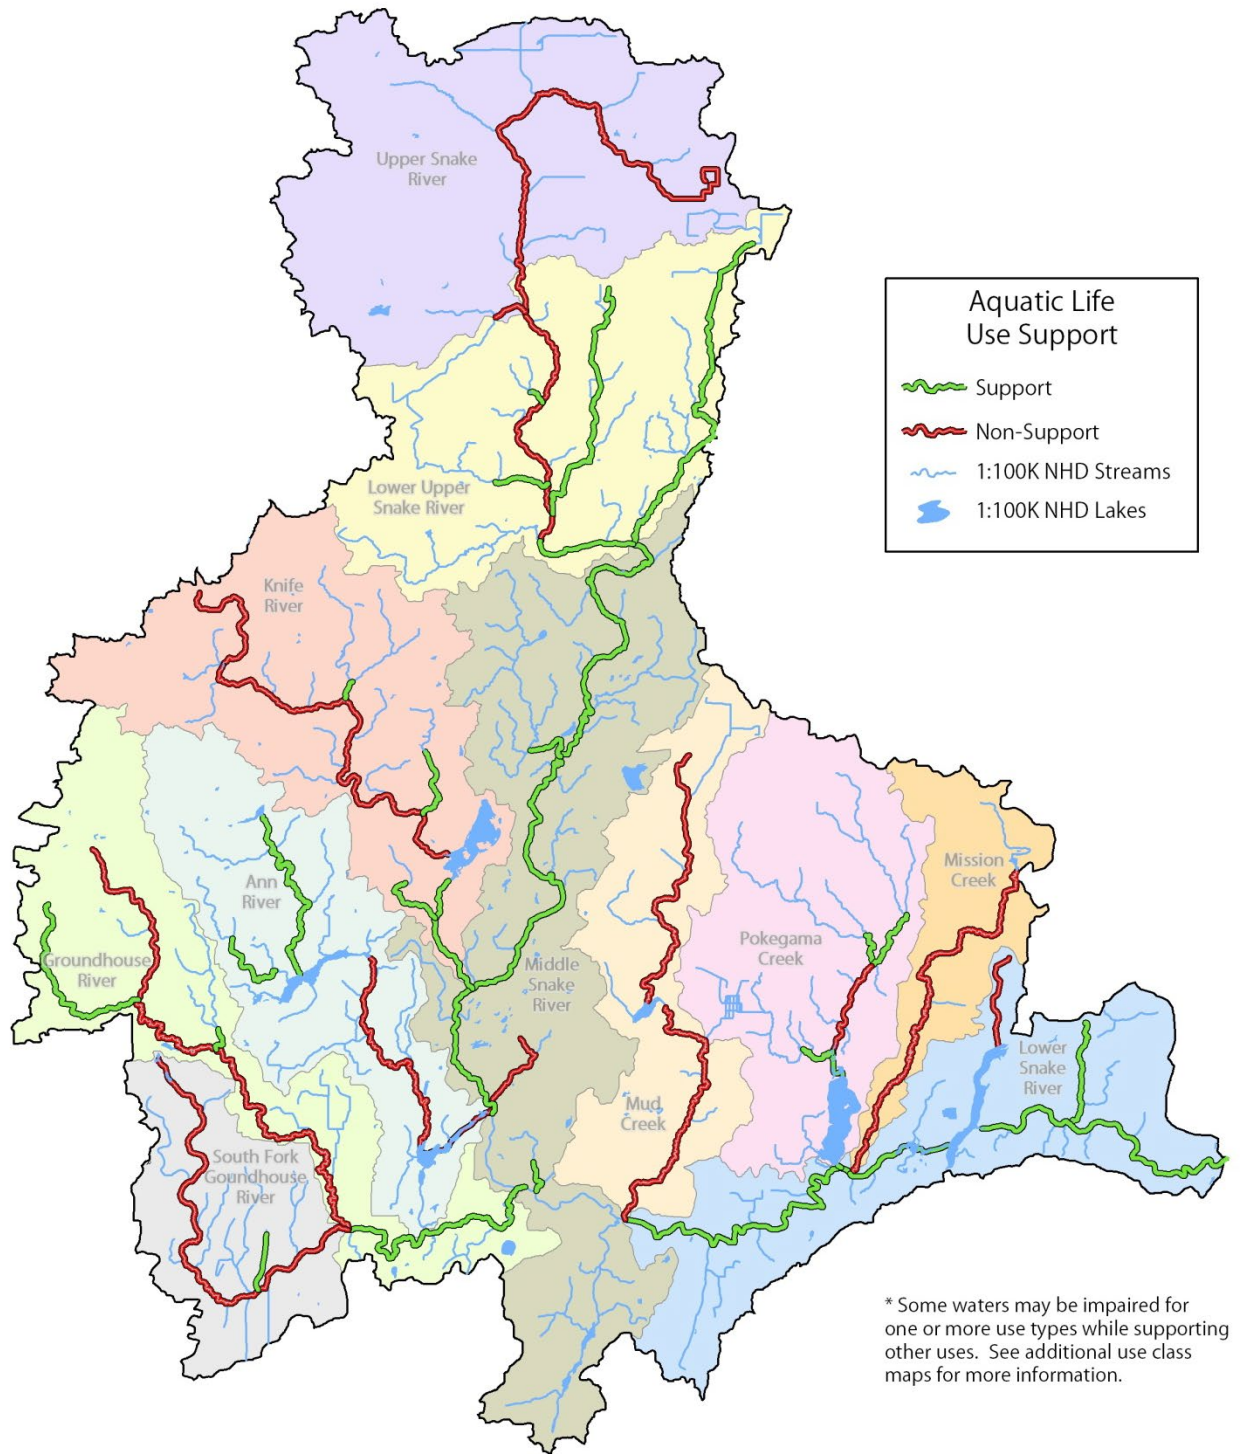 Upper Snake
River
Aquatic Life
Use Support
Support
Non-Support
1:100K NHD Streams
1:100K NHD Lakes
Lower Upper
Snake River
Knife
River
Ann
River
Groundhouse
River
Middle
Snake
River
Pokegama
Creek
Mission
Creek
Lower
Snake
River
Mud
Creek
South Fork
Goundhouse
River
* Some waters may be impaired for
one or more use types while supporting
other uses. See additional use class
maps for more information.